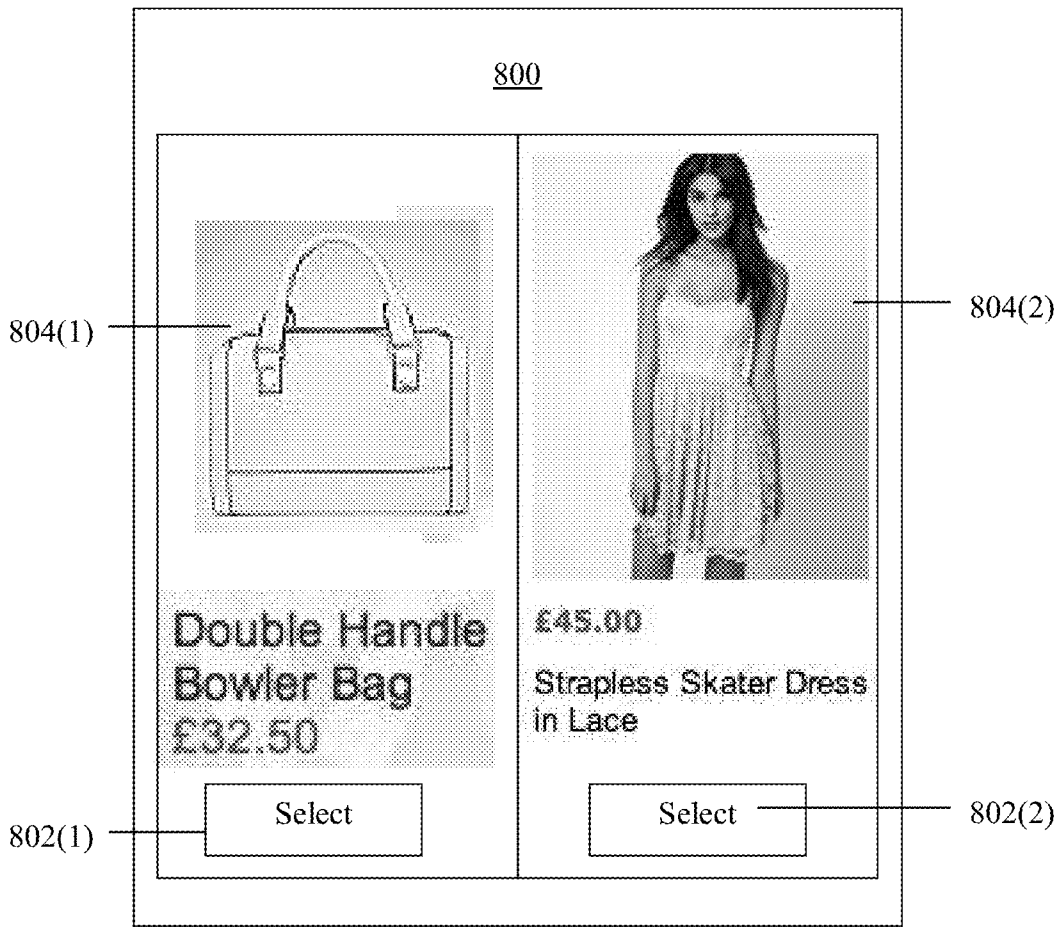 800
804(1)
804(2)
Double Handle
Bowler Bag
£32.50
£45.00
Strapless Skater Dress
in Lace
Select
Select
802(1)
802(2)